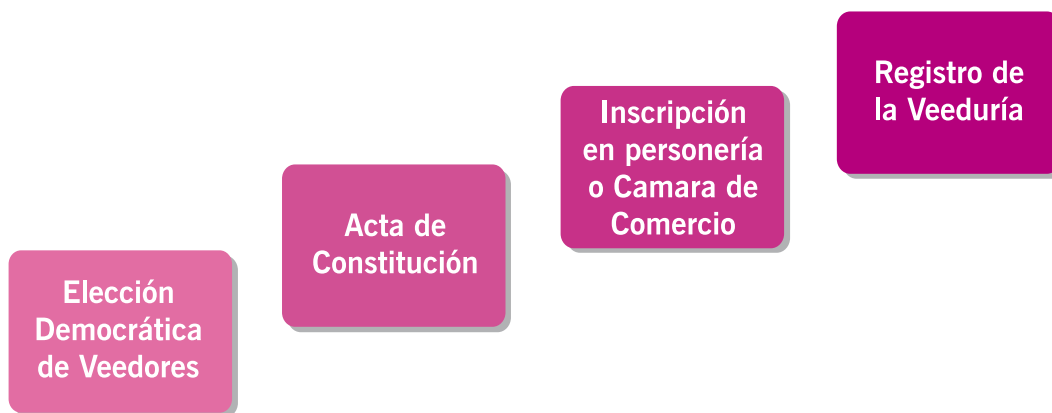 Elección
Democrática
de Veedores
Acta de
Constitución
Inscripción
en personería
o Camara de
Comercio
Registro de
la Veeduría